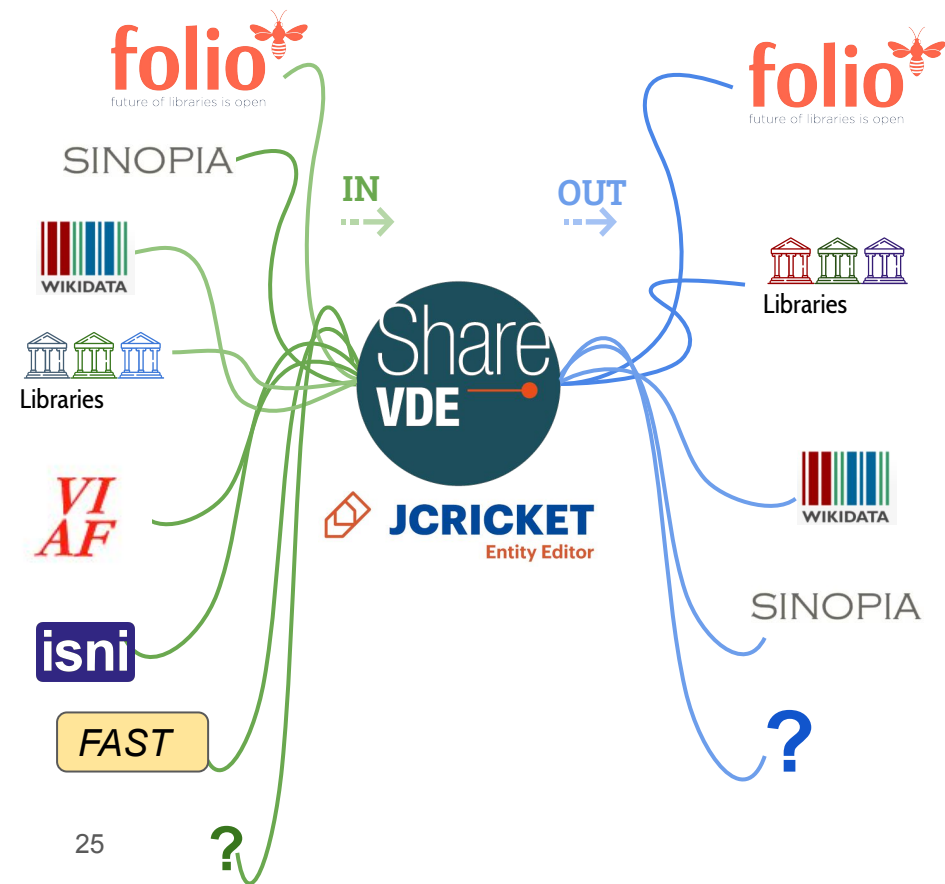 folio
future of libraries is open
SINOPIA
WIKIDATA
Libraries
VI
AF
isni
FAST
?
25
IN
OUT
Share
VDE
JCRICKET
Entity Editor
folio
future of libraries is open
Libraries
WIKIDATA
SINOPIA
?